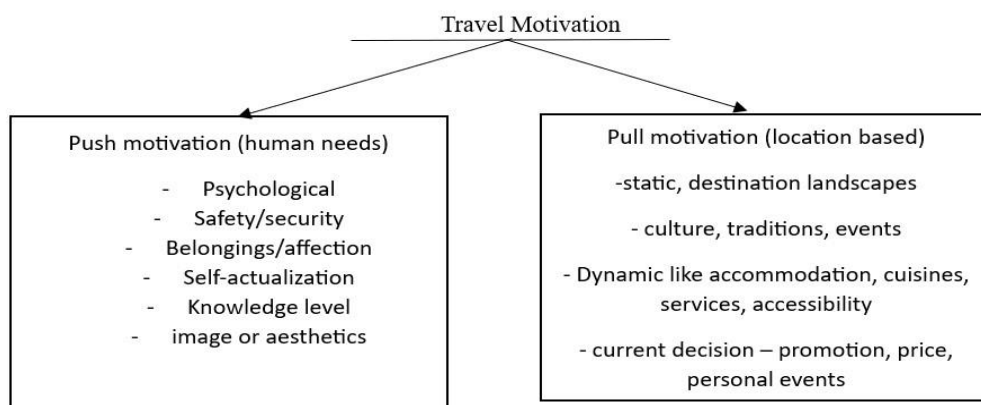 Travel Motivation
Push motivation (human needs)
- Psychological
- Safety/security
- Belongings/affection
- Self-actualization
- Knowledge level
- image or aesthetics
Pull motivation (location based)
-static, destination landscapes
- culture, traditions, events
- Dynamic like accommodation, cuisines,
services, accessibility
- current decision – promotion, price,
personal events